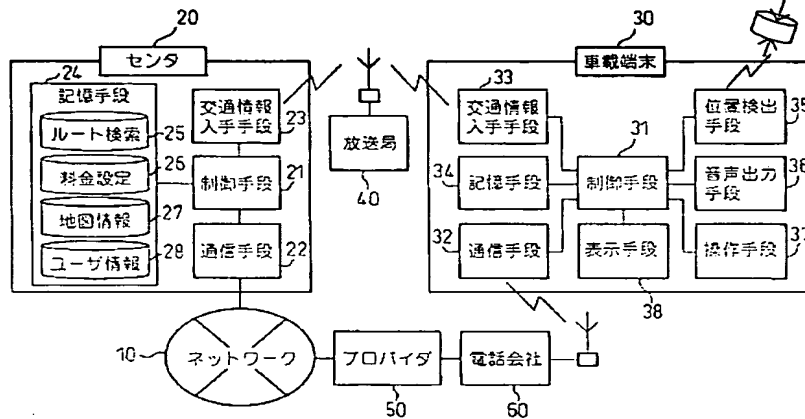 20
センタ
24
記憶手段
ルート検索
25
料金設定
26
地図情報
27
ユーザ情報
28
交通情報
入手手段
23
制御手段
21
通信手段
22
放送局
40
30
車載端末
33
交通情報
入手手段
34
記憶手段
32
通信手段
31
制御手段
表示手段
38
位置検出
手段
35
音声出力
手段
36
操作手段
37
10
ネットワーク
プロバイダ
50
電話会社
60